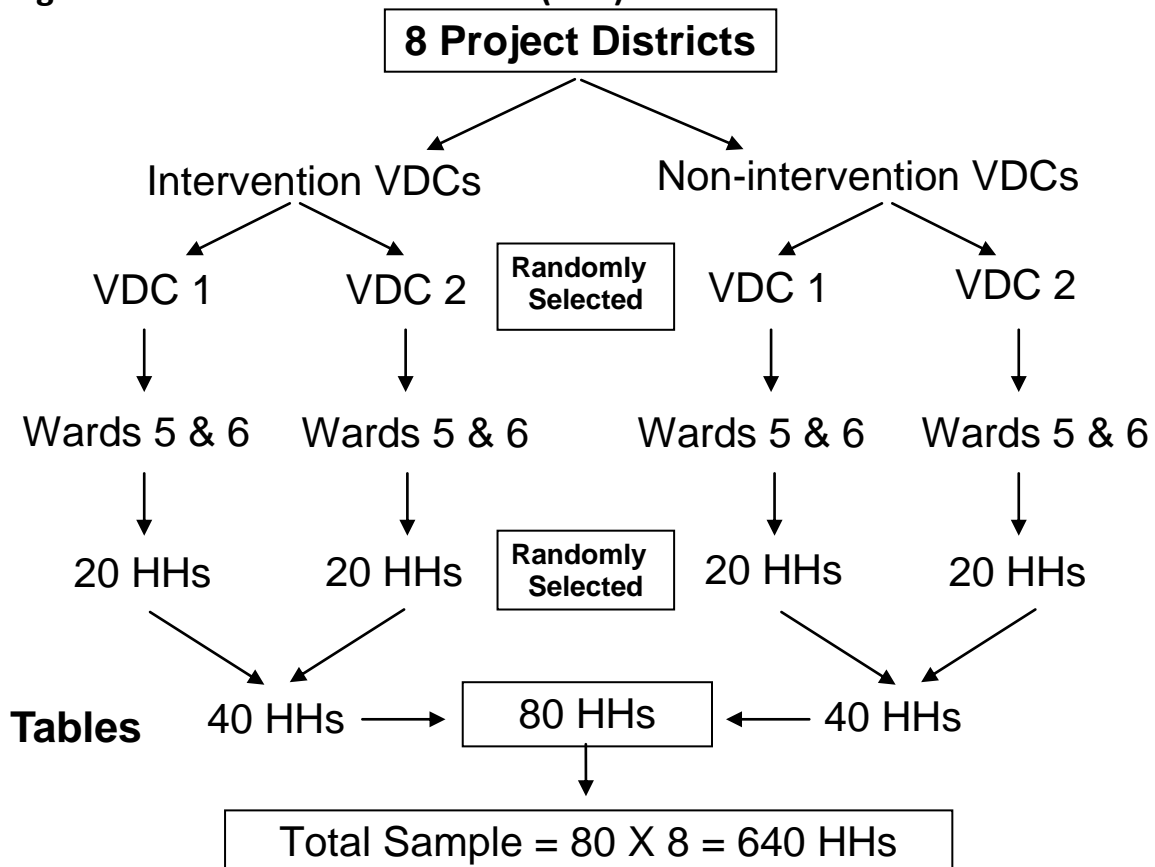 8 Project Districts
Intervention VDCs
Non-intervention VDCs
VDC 1
VDC 2
Randomly
Selected
VDC 1
VDC 2
Wards 5 & 6
Wards 5 & 6
Wards 5 & 6
Wards 5 & 6
20 HHs
20 HHs
Randomly
Selected
20 HHs
20 HHs
Tables
40 HHs
80 HHs
40 HHs
Total Sample = 80 X 8 = 640 HHs